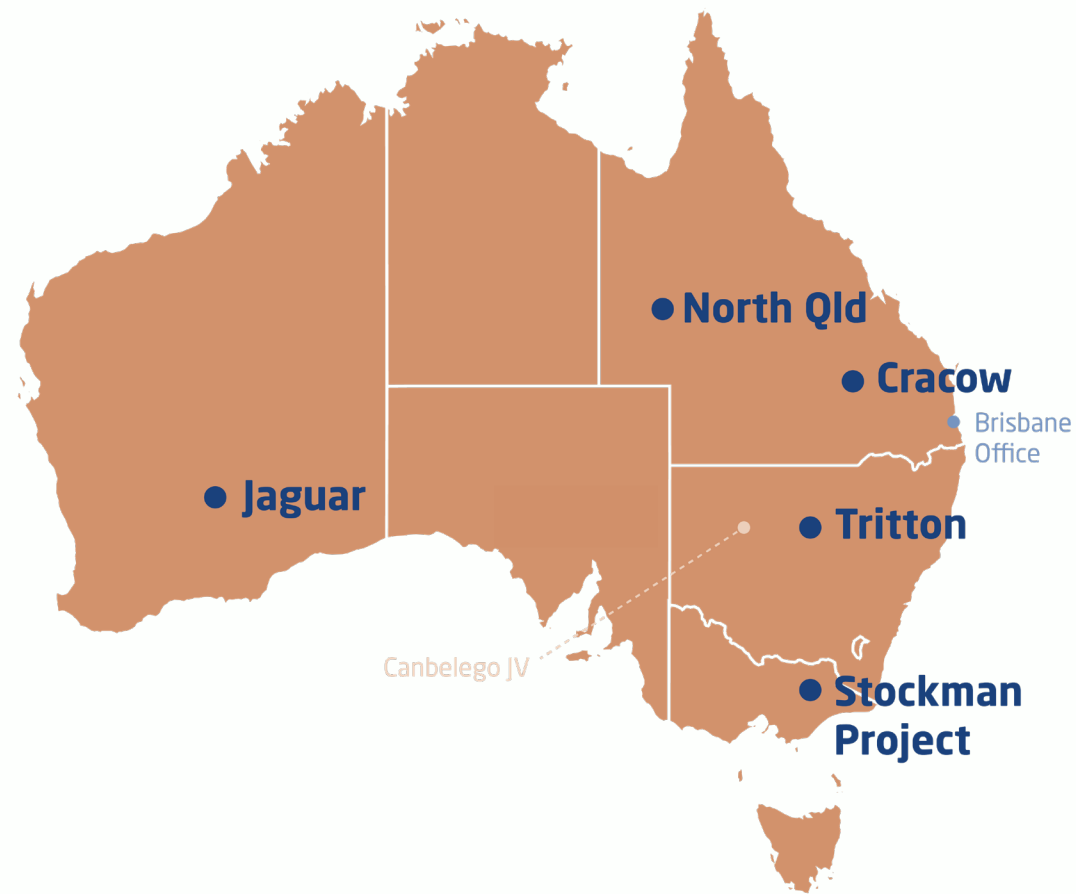 North Qld
Cracow
Brisbane
Office
Jaguar
Tritton
Canbelego JV
Stockman
Project